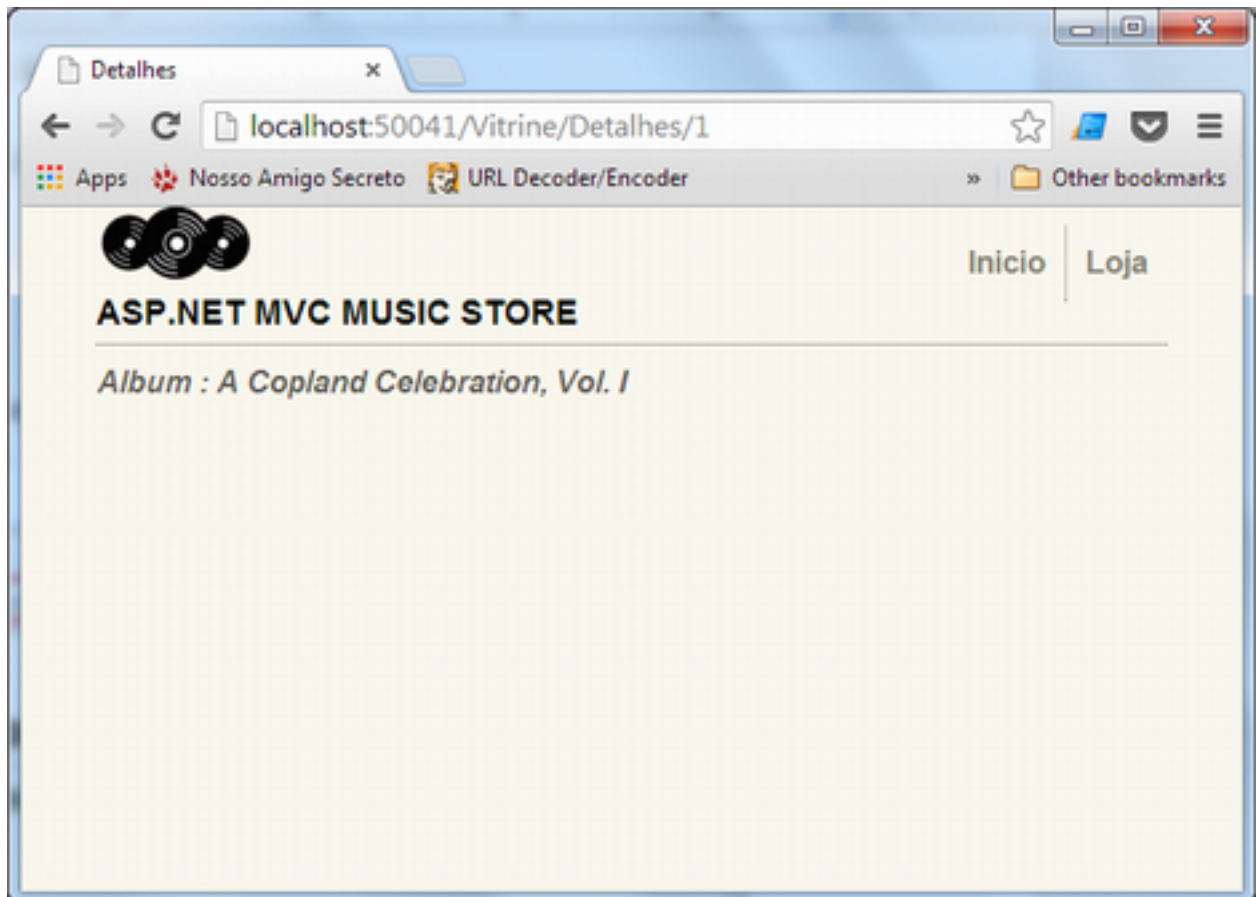 Detalhes
localhost:50041/Vitrine/Detalhes/1
Apps Nosso Amigo Secreto URL Decoder/Encoder » Other bookmarks
Inicio Loja
ASP.NET MVC MUSIC STORE
Album : A Copland Celebration, Vol. I